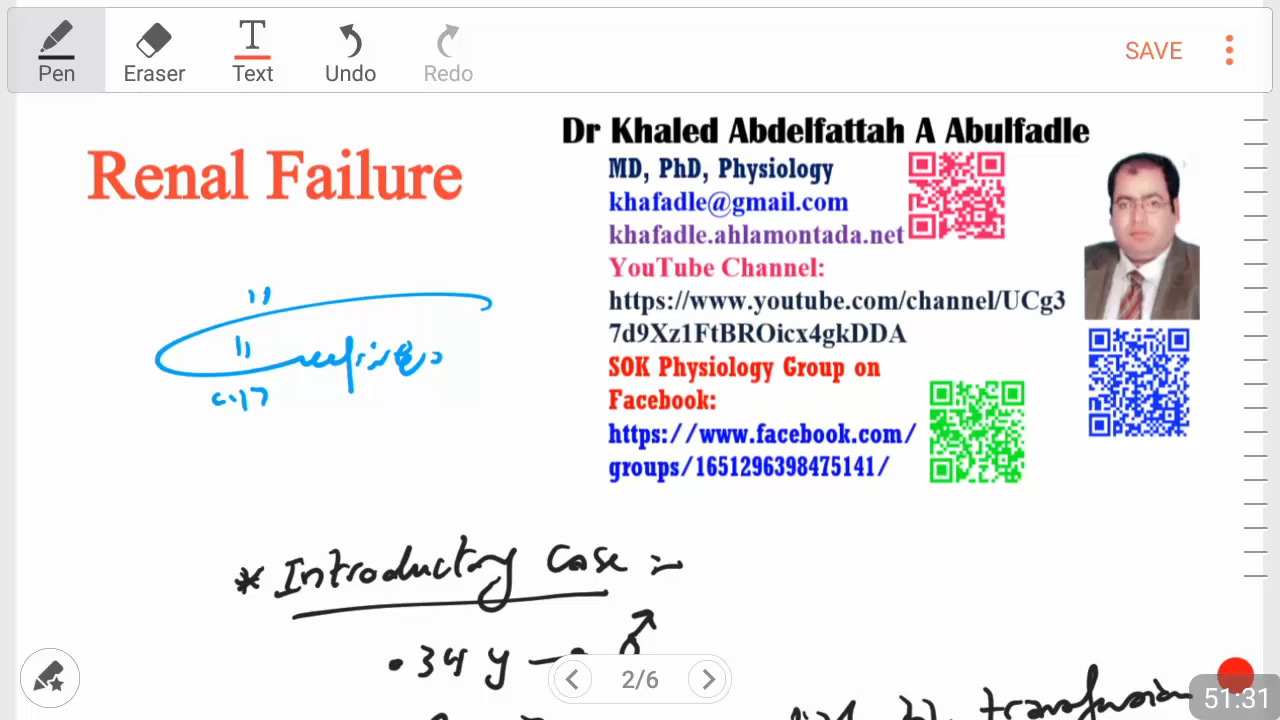 Pen
Eraser
Text
Undo
Redo
SAVE
Renal Failure
Dr Khaled Abdelfattah A Abulfadle
MD, PhD, Physiology
khafadle@gmail.com
khafadle.ahlamontada.net
YouTube Channel:
https://www.youtube.com/channel/UCg3
7d9Xz1FtBROicx4gkDDA
SOK Physiology Group on
Facebook:
https://www.facebook.com/
groups/1651296398475141/
* Introductory Case :-
• 34 y → ♂
transfusion
2/6
51:31